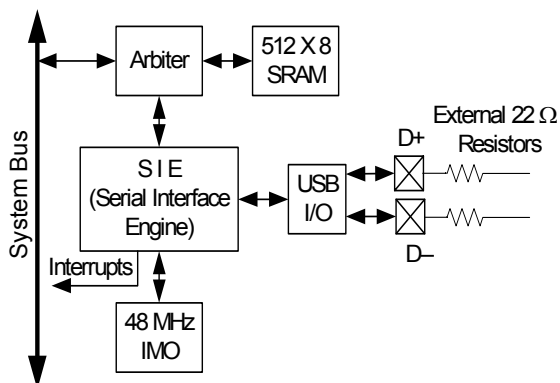 System Bus
Arbiter
512 X 8
SRAM
External 22 Ω
Resistors
D+
S I E
(Serial Interface
Engine)
USB
I/O
D–
Interrupts
48 MHz
IMO